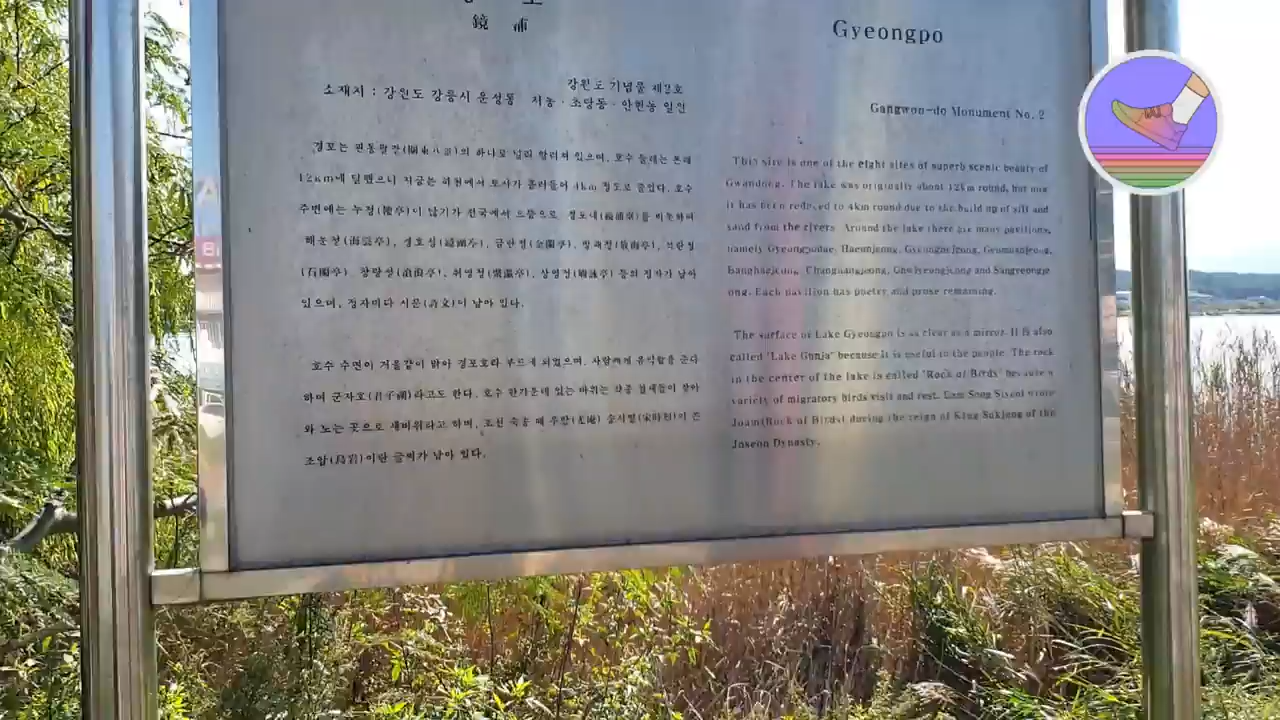 鏡 浦
강원도 기념물 제2호
소재지 : 강원도 강릉시 운정동 · 저동 · 초당동 · 안현동 일원
경포는 관동팔경(關東八景)의 하나로 널리 알려져 있으며, 호수 둘레는 본래
12km에 달했으나 지금은 하천에서 토사가 흘러들어 4km 정도로 줄었다. 호수
주변에는 누정(樓亭)이 많기가 전국에서 으뜸으로 경포대(鏡浦臺)를 비롯하여
해운정(海雲亭), 경호정(鏡湖亭), 금란정(金蘭亭), 방해정(放海亭), 석란정
(石蘭亭), 창랑정(滄浪亭), 취영정(聚瀛亭), 상영정(觴詠亭) 등의 정자가 남아
있으며, 정자마다 시문(詩文)이 남아 있다.
호수 수면이 거울같이 맑아 경포호라 부르게 되었으며, 사람에게 유익함을 준다
하여 군자호(君子湖)라고도 한다. 호수 한가운데 있는 바위는 각종 철새들이 찾아
와 노는 곳으로 새바위라고 하며, 조선 숙종 때 우암(尤庵) 송시열(宋時烈)이 쓴
조암(鳥岩)이란 글씨가 남아 있다.
Gyeongpo
Gangwon-do Monument No. 2
This site is one of the eight sites of superb scenic beauty of
Gwandong. The lake was originally about 12km round, but now
it has been reduced to 4km round due to the build up of silt and
sand from the rivers. Around the lake there are many pavilions,
namely Gyeongpodae, Haeunjeong, Gyeonghojeong, Geumnanjeong,
Banghaejeong, Changnangjeong, Chwiyeongjeong and Sangyeongje
ong. Each pavilion has poetry and prose remaining.
The surface of Lake Gyeongpo is as clear as a mirror. It is also
called 'Lake Gunja' because it is useful to the people. The rock
in the center of the lake is called 'Rock of Birds' because a
variety of migratory birds visit and rest. Song Siyeol wrote
Joam(Rock of Birds) during the reign of King Sukjong of the
Joseon Dynasty.